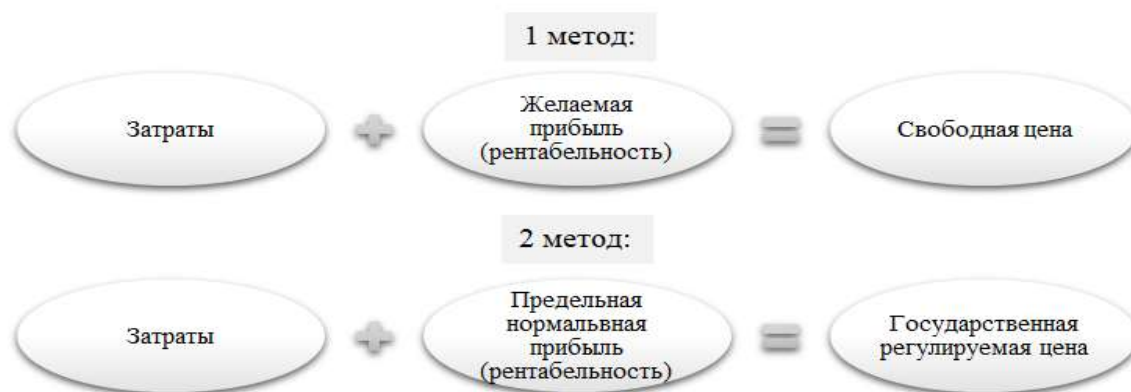 1 метод:
Затраты
Желаемая
прибыль
(рентабельность)
Свободная цена
2 метод:
Затраты
Предельная
нормальвная
прибыль
(рентабельность)
Государственная
регулируемая цена